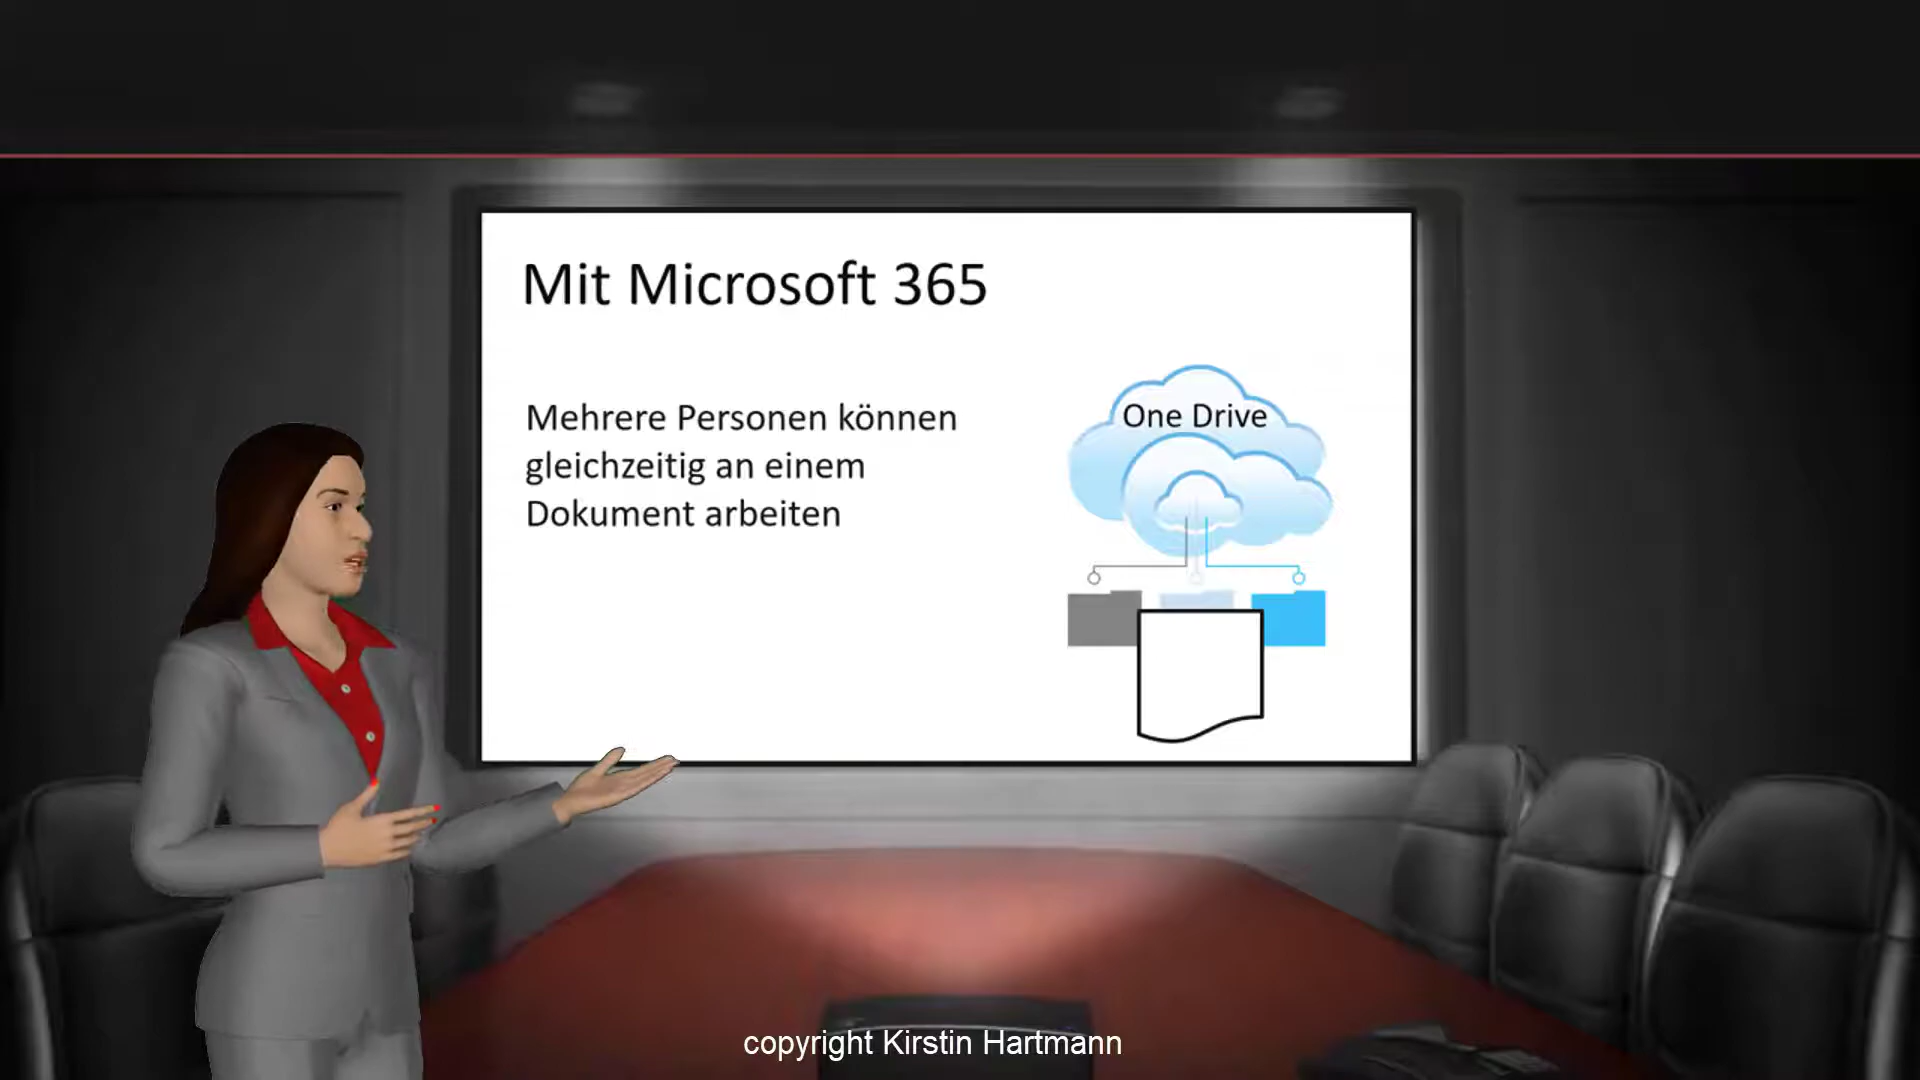 Mit Microsoft 365
Mehrere Personen können
gleichzeitig an einem
Dokument arbeiten
One Drive
copyright Kirstin Hartmann